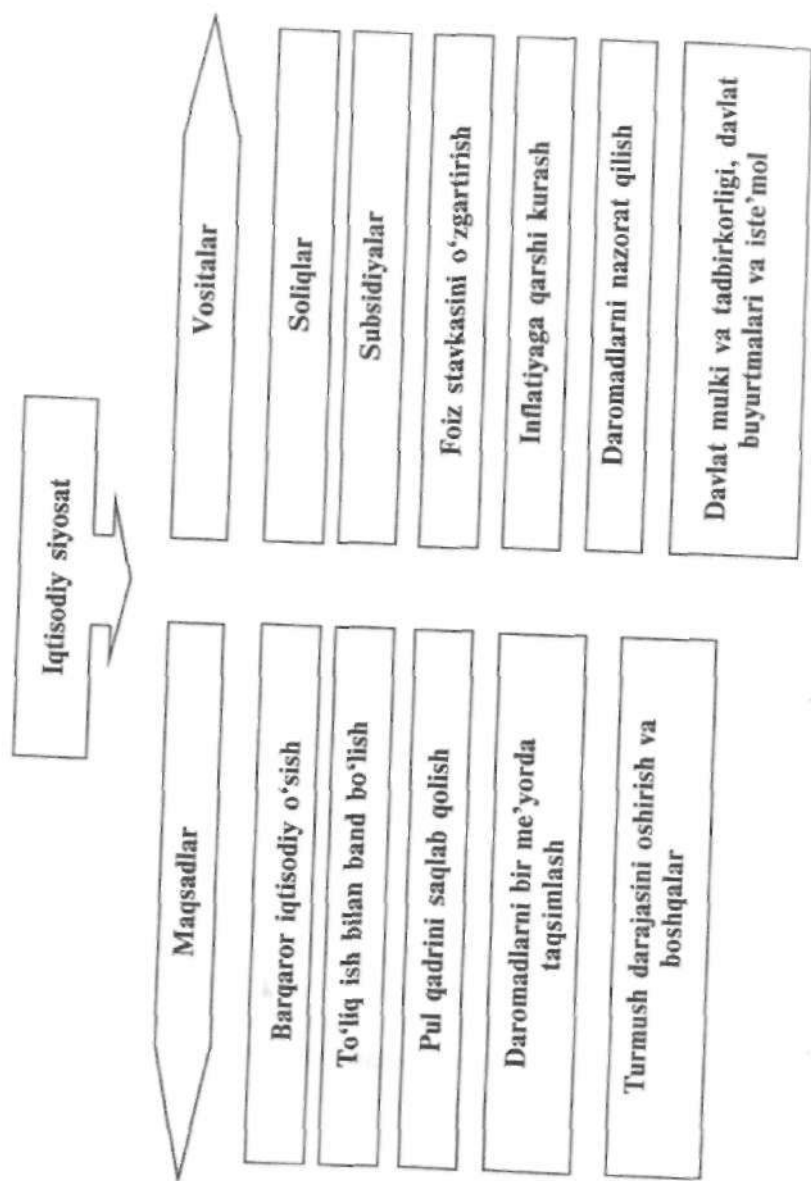 Iqtisodiy siyosat
Maqsadlar
Barqaror iqtisodiy o‘sish
To‘liq ish bilan band bo‘lish
Pul qadrini saqlab qolish
Daromadlarni bir me’yorda
taqsimlash
Turmush darajasini oshirish va
boshqalar
Vositalar
Soliqlar
Subsidiyalar
Foiz stavkasini o‘zgartirish
Inflatiyaga qarshi kurash
Daromadlarni nazorat qilish
Davlat mulki va tadbirkorligi, davlat
buyurtmalari va iste’mol